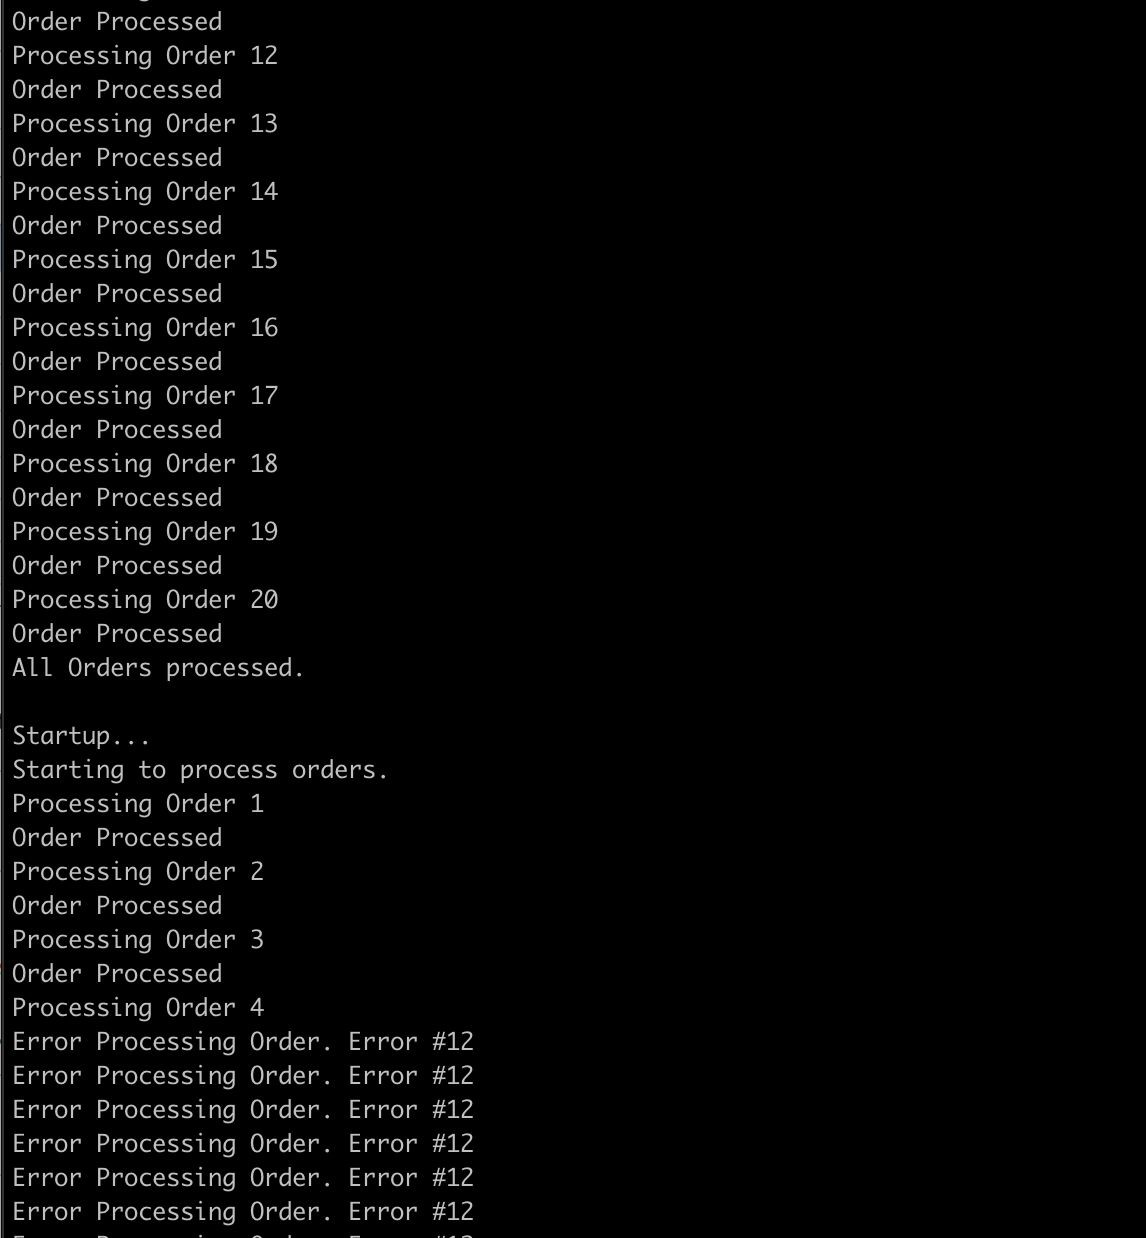 Order Processed
Processing Order 12
Order Processed
Processing Order 13
Order Processed
Processing Order 14
Order Processed
Processing Order 15
Order Processed
Processing Order 16
Order Processed
Processing Order 17
Order Processed
Processing Order 18
Order Processed
Processing Order 19
Order Processed
Processing Order 20
Order Processed
All Orders processed.
Startup...
Starting to process orders.
Processing Order 1
Order Processed
Processing Order 2
Order Processed
Processing Order 3
Order Processed
Processing Order 4
Error Processing Order. Error #12
Error Processing Order. Error #12
Error Processing Order. Error #12
Error Processing Order. Error #12
Error Processing Order. Error #12
Error Processing Order. Error #12